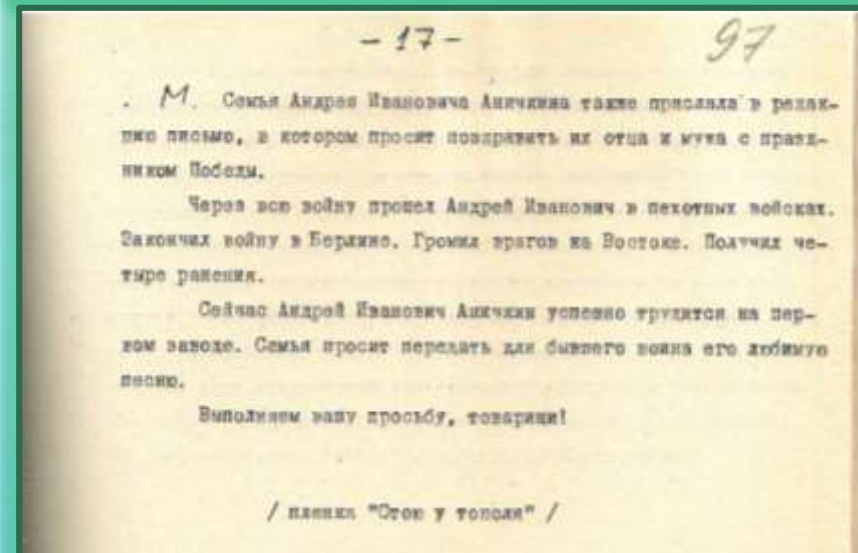 - 17 -
97
. М. Семья Андрея Ивановича Аничкина также прислала в редак-
цию письмо, в котором просит поздравить их отца и мужа с празд-
ником Победы.
Через всю войну прошел Андрей Иванович в пехотных войсках.
Закончил войну в Берлине. Громил врагов на Востоке. Получил че-
тыре ранения.
Сейчас Андрей Иванович Аничкин успешно трудится на пер-
вом заводе. Семья просит передать для бывшего воина его любимую
песню.
Выполняем вашу просьбу, товарищи!
/ пленка "Стою у тополя" /